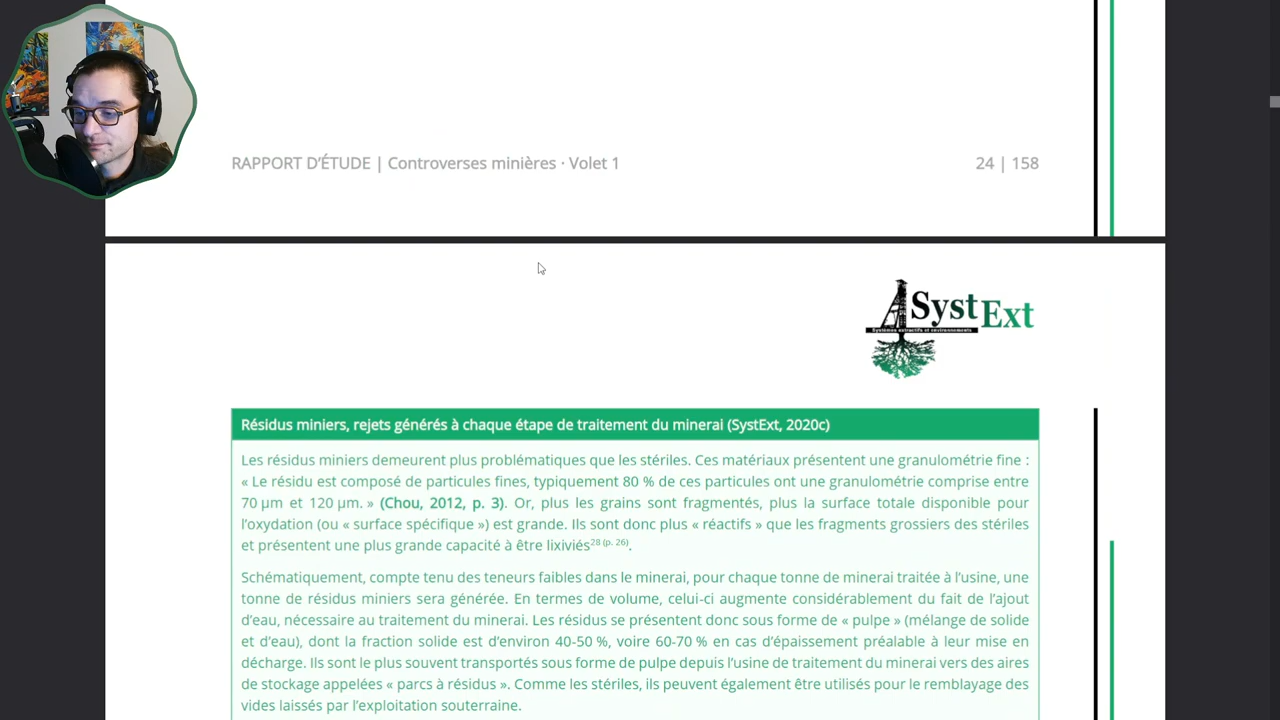 RAPPORT D'ÉTUDE | Controverses minières · Volet 1
24 | 158
SystExt
Systèmes extractifs et environnements
Résidus miniers, rejets générés à chaque étape de traitement du minerai (SystExt, 2020c)
Les résidus miniers demeurent plus problématiques que les stériles. Ces matériaux présentent une granulométrie fine :
« Le résidu est composé de particules fines, typiquement 80 % de ces particules ont une granulométrie comprise entre
70 µm et 120 µm. » (Chou, 2012, p. 3). Or, plus les grains sont fragmentés, plus la surface totale disponible pour
l'oxydation (ou « surface spécifique ») est grande. Ils sont donc plus « réactifs » que les fragments grossiers des stériles
et présentent une plus grande capacité à être lixiviés28 (p. 26).
Schématiquement, compte tenu des teneurs faibles dans le minerai, pour chaque tonne de minerai traitée à l'usine, une
tonne de résidus miniers sera générée. En termes de volume, celui-ci augmente considérablement du fait de l'ajout
d'eau, nécessaire au traitement du minerai. Les résidus se présentent donc sous forme de « pulpe » (mélange de solide
et d'eau), dont la fraction solide est d'environ 40-50 %, voire 60-70 % en cas d'épaissement préalable à leur mise en
décharge. Ils sont le plus souvent transportés sous forme de pulpe depuis l'usine de traitement du minerai vers des aires
de stockage appelées « parcs à résidus ». Comme les stériles, ils peuvent également être utilisés pour le remblayage des
vides laissés par l'exploitation souterraine.